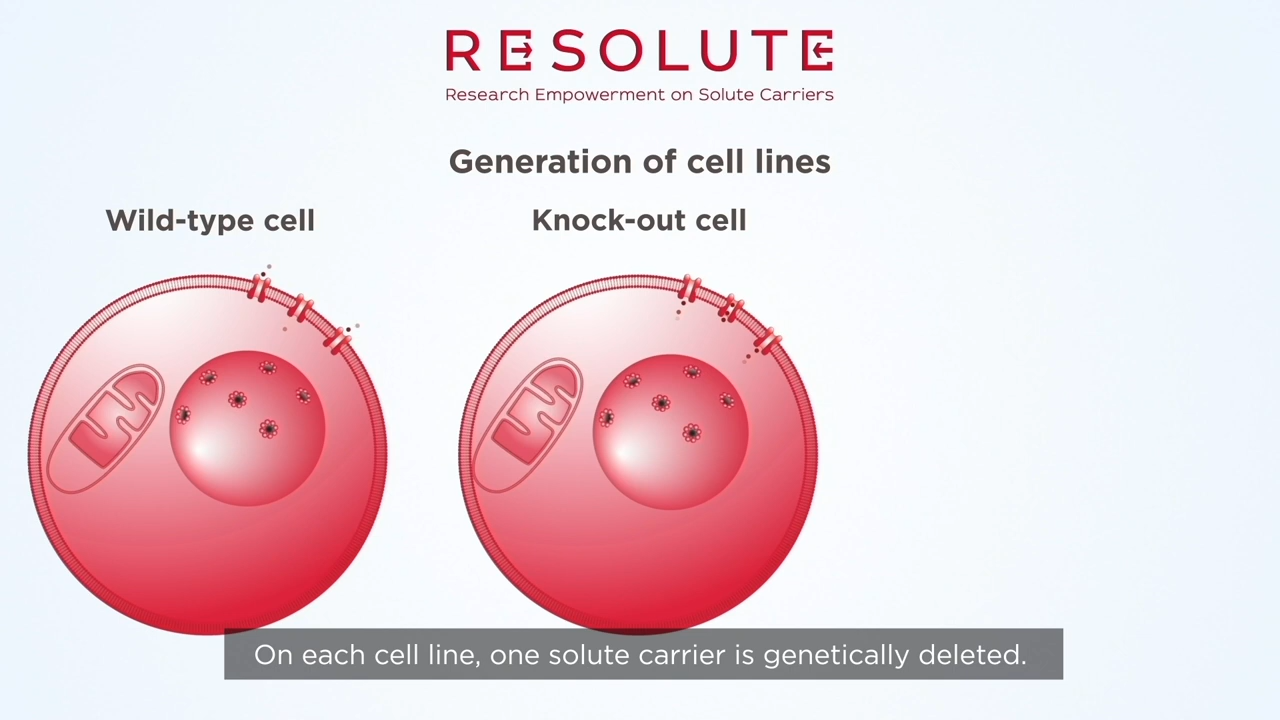 RESOLUTE
Research Empowerment on Solute Carriers
Generation of cell lines
Wild-type cell
Knock-out cell
On each cell line, one solute carrier is genetically deleted.